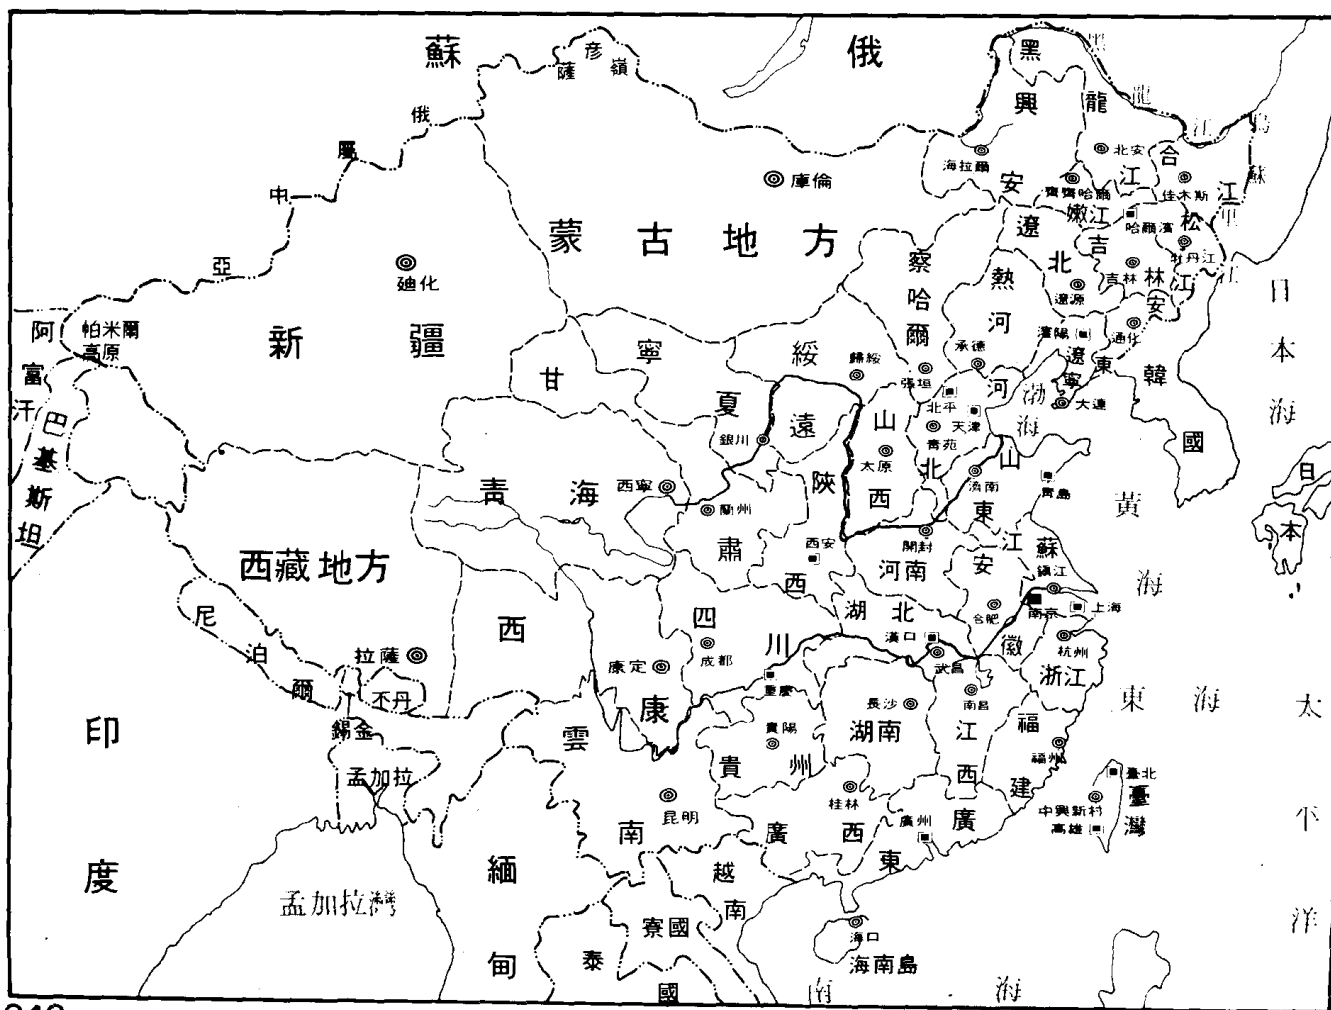 蘇俄
薩彦嶺
俄屬中亞
黑龍江
烏蘇里江
黑龍江
興安
海拉爾
北安
合江
佳木斯
齊齊哈爾
嫩江
哈爾濱
松江
牡丹江
吉林
吉林
遼北
遼源
安東
通化
瀋陽
遼寧
大連
韓國
日本海
日本
庫倫
蒙古地方
迪化
新疆
阿富汗
帕米爾高原
巴基斯坦
察哈爾
張垣
熱河
承德
渤海
寧夏
銀川
綏遠
歸綏
甘肅
蘭州
青海
西寧
山西
太原
河北
北平
天津
青苑
山東
濟南
青島
黃海
陝西
西安
河南
開封
江蘇
鎮江
南京
上海
安徽
合肥
湖北
漢口
武昌
浙江
杭州
西藏地方
拉薩
尼泊爾
錫金
不丹
孟加拉
西康
康定
四川
成都
重慶
貴州
貴陽
湖南
長沙
江西
南昌
福建
福州
雲南
昆明
廣西
桂林
廣東
廣州
臺灣
臺北
中興新村
高雄
東海
太平洋
印度
孟加拉灣
緬甸
泰國
寮國
越南
海口
海南島
南海